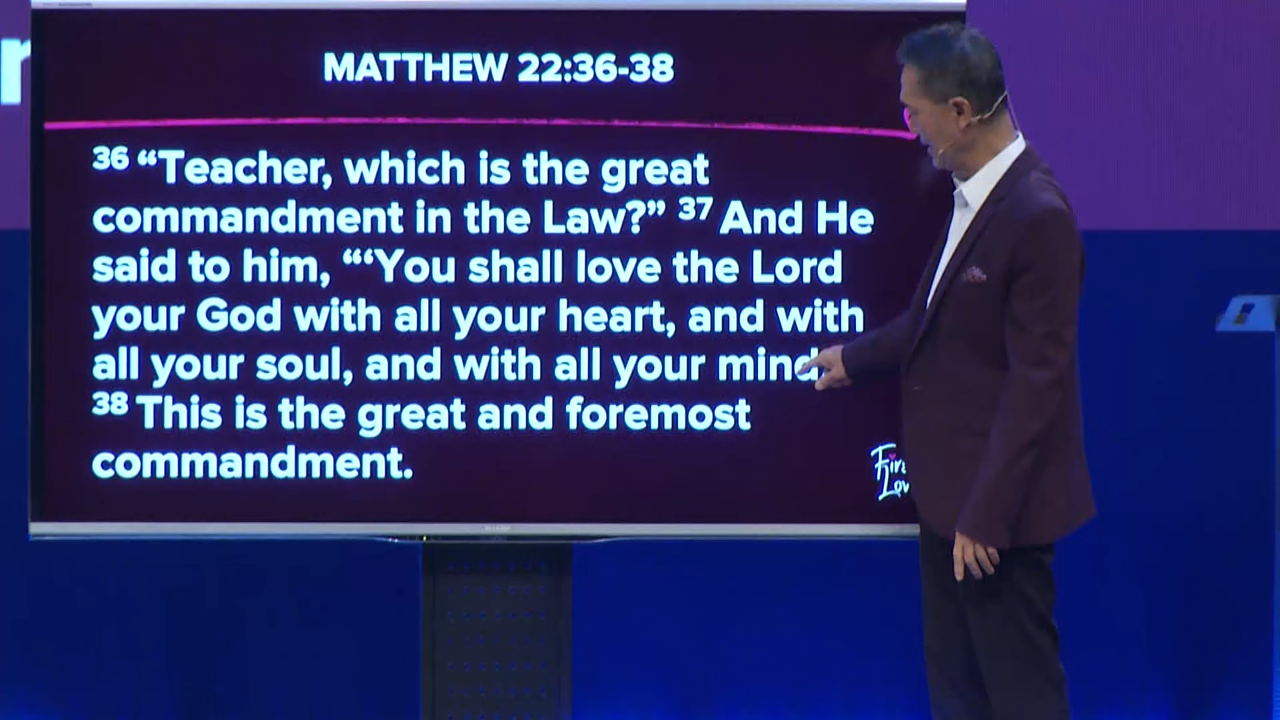 MATTHEW 22:36-38
36 “Teacher, which is the great
commandment in the Law?” 37 And He
said to him, “‘You shall love the Lord
your God with all your heart, and with
all your soul, and with all your mind
38 This is the great and foremost
commandment.